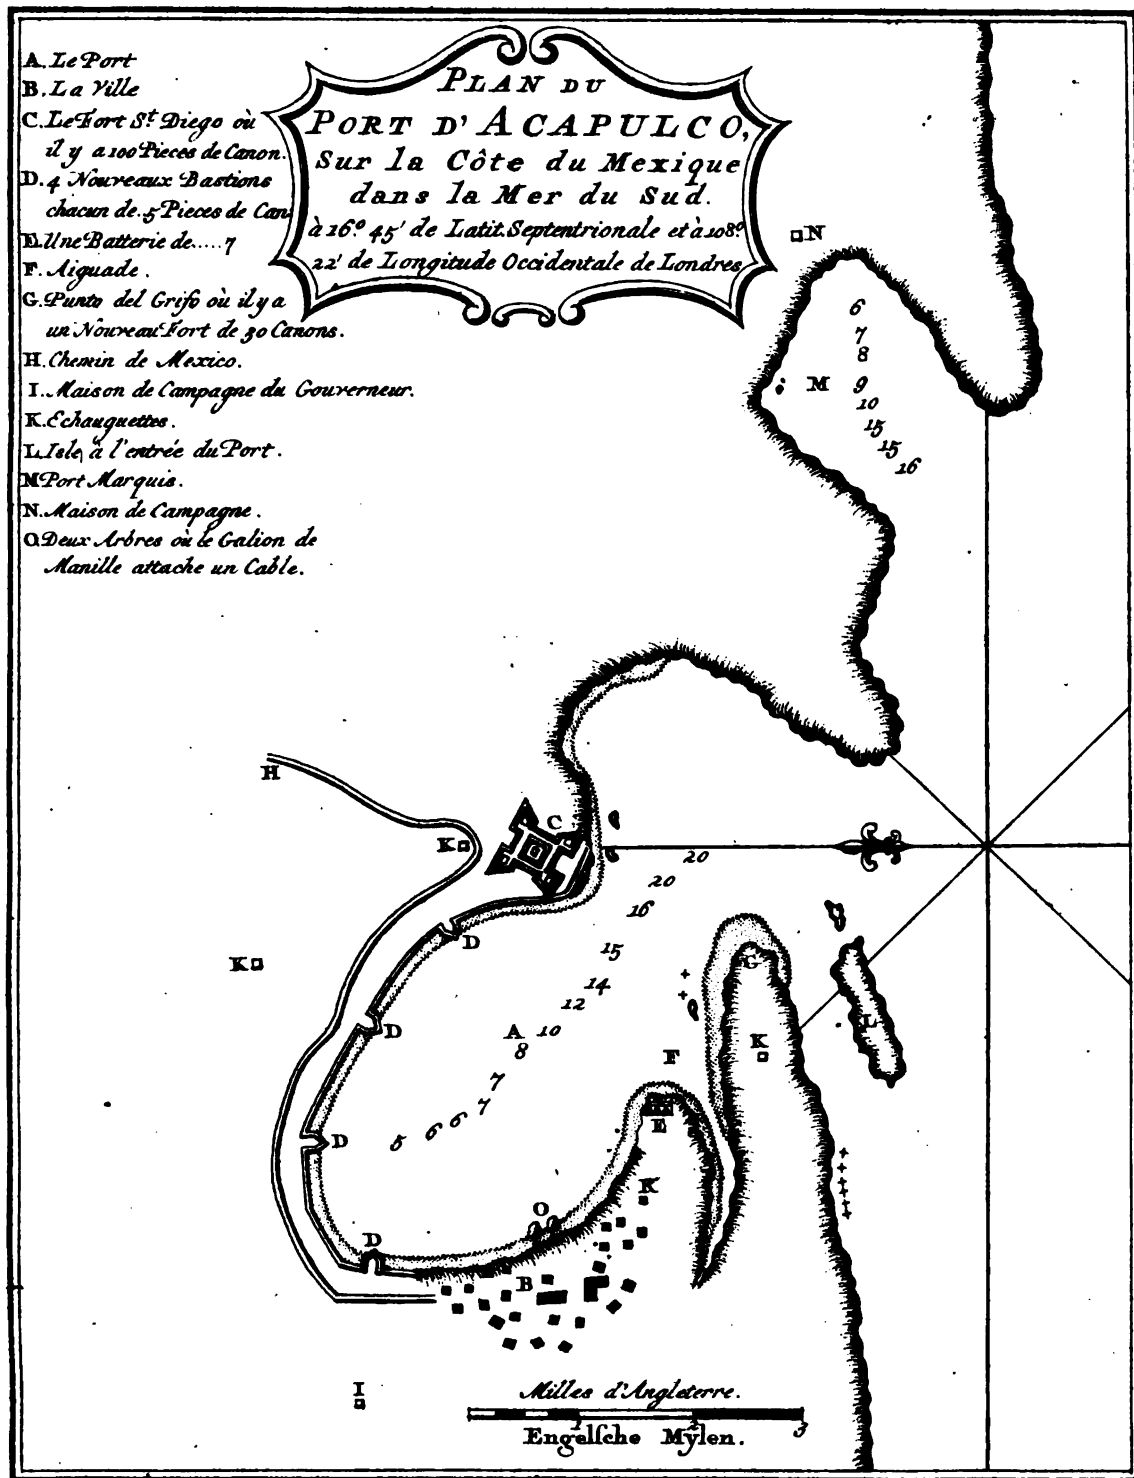 A. Le Port
B. La Ville
C. Le Fort St. Diego où
il y a 100 Pieces de Canon.
D. 4 Nouveaux Bastions
chacun de 5 Pieces de Can.
E. Une Batterie de.....7
F. Aiguade.
G. Punto del Grifo où il y a
un Nouveau Fort de 30 Canons.
H. Chemin de Mexico.
I. Maison de Campagne du Gouverneur.
K. Echauguettes.
L. Isle à l'entrée du Port.
M Port Marquis.
N. Maison de Campagne.
O. Deux Arbres où le Galion de
Manille attache un Cable.
PLAN DU
PORT D'ACAPULCO,
Sur la Côte du Mexique
dans la Mer du Sud.
à 16° 45' de Latit. Septentrionale et à 108°
22' de Longitude Occidentale de Londres
N
6
7
8
M 9
10
15
15
16
H
C
K
20
20
16
D
15
K
G
14
12
L
D
A 10
8
K
F
7
7
6
6
5
E
D
K
O
D
B
I
Milles d'Angleterre.
1 2 3
Engelsche Mylen.